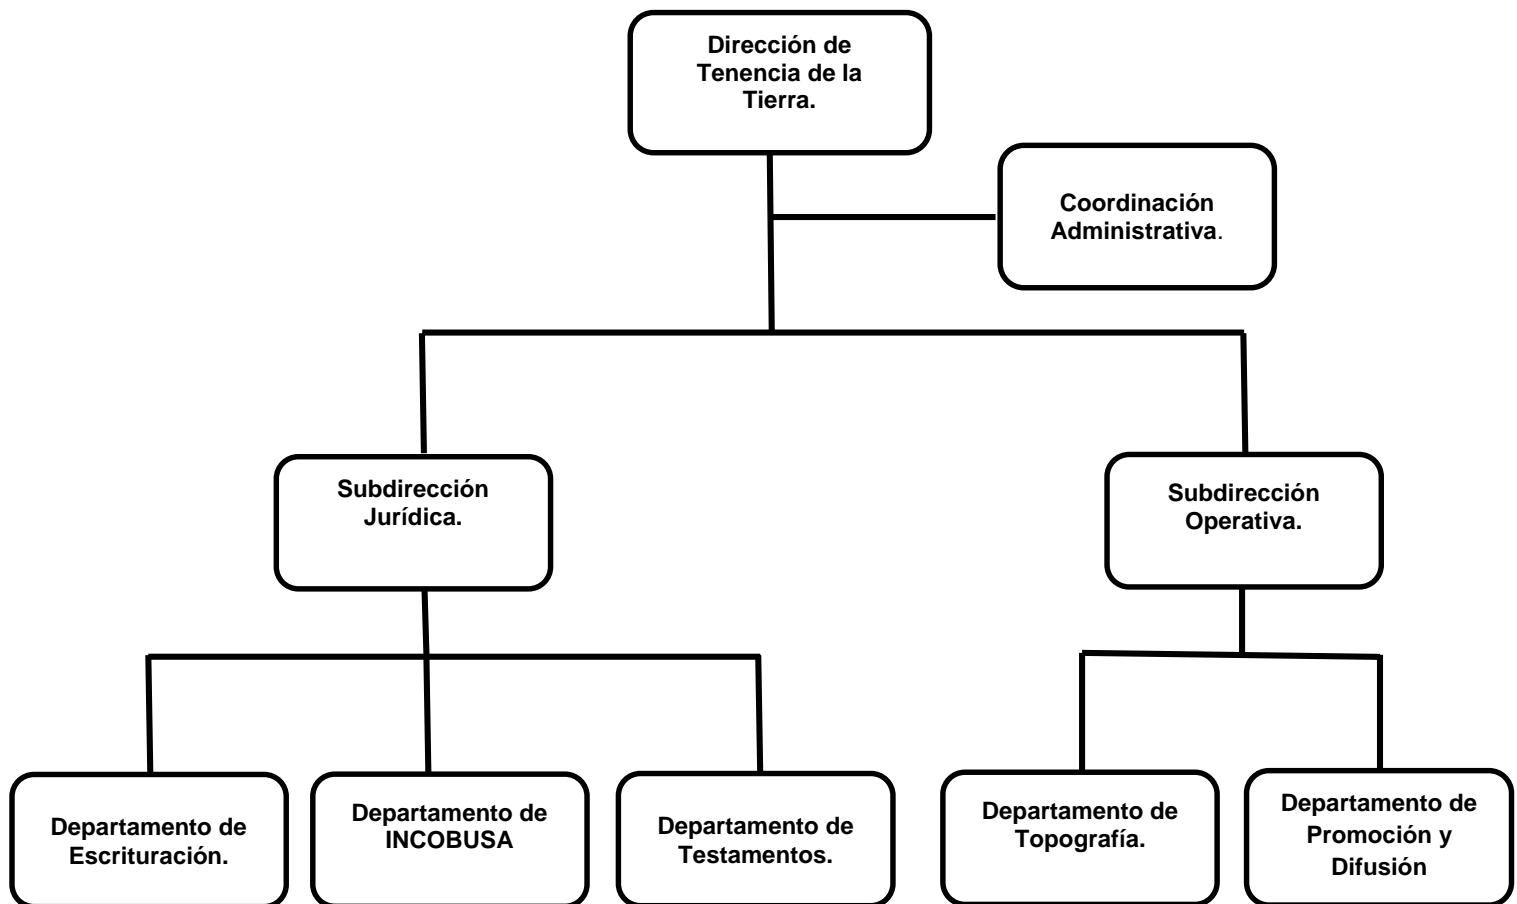 Dirección de
Tenencia de la
Tierra.
Coordinación
Administrativa.
Subdirección
Jurídica.
Subdirección
Operativa.
Departamento de
Escrituración.
Departamento de
INCOBUSA
Departamento de
Testamentos.
Departamento de
Topografía.
Departamento de
Promoción y
Difusión